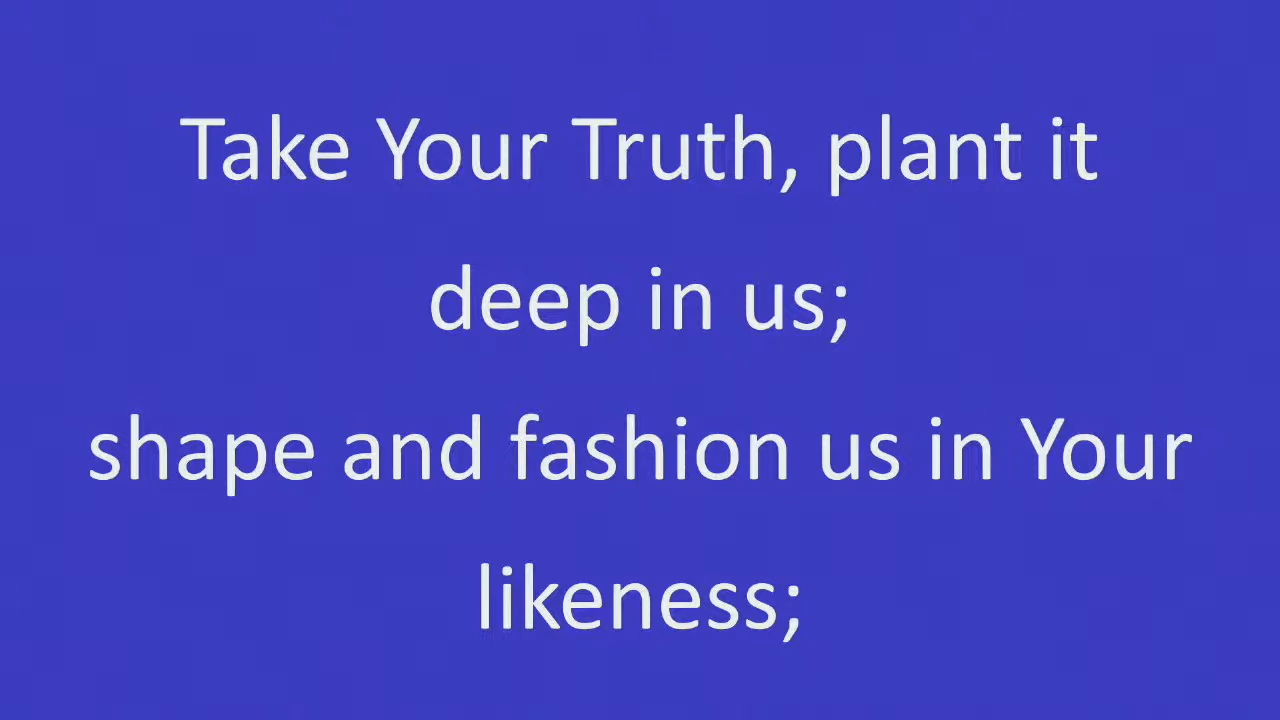 Take Your Truth, plant it
deep in us;
shape and fashion us in Your
likeness;